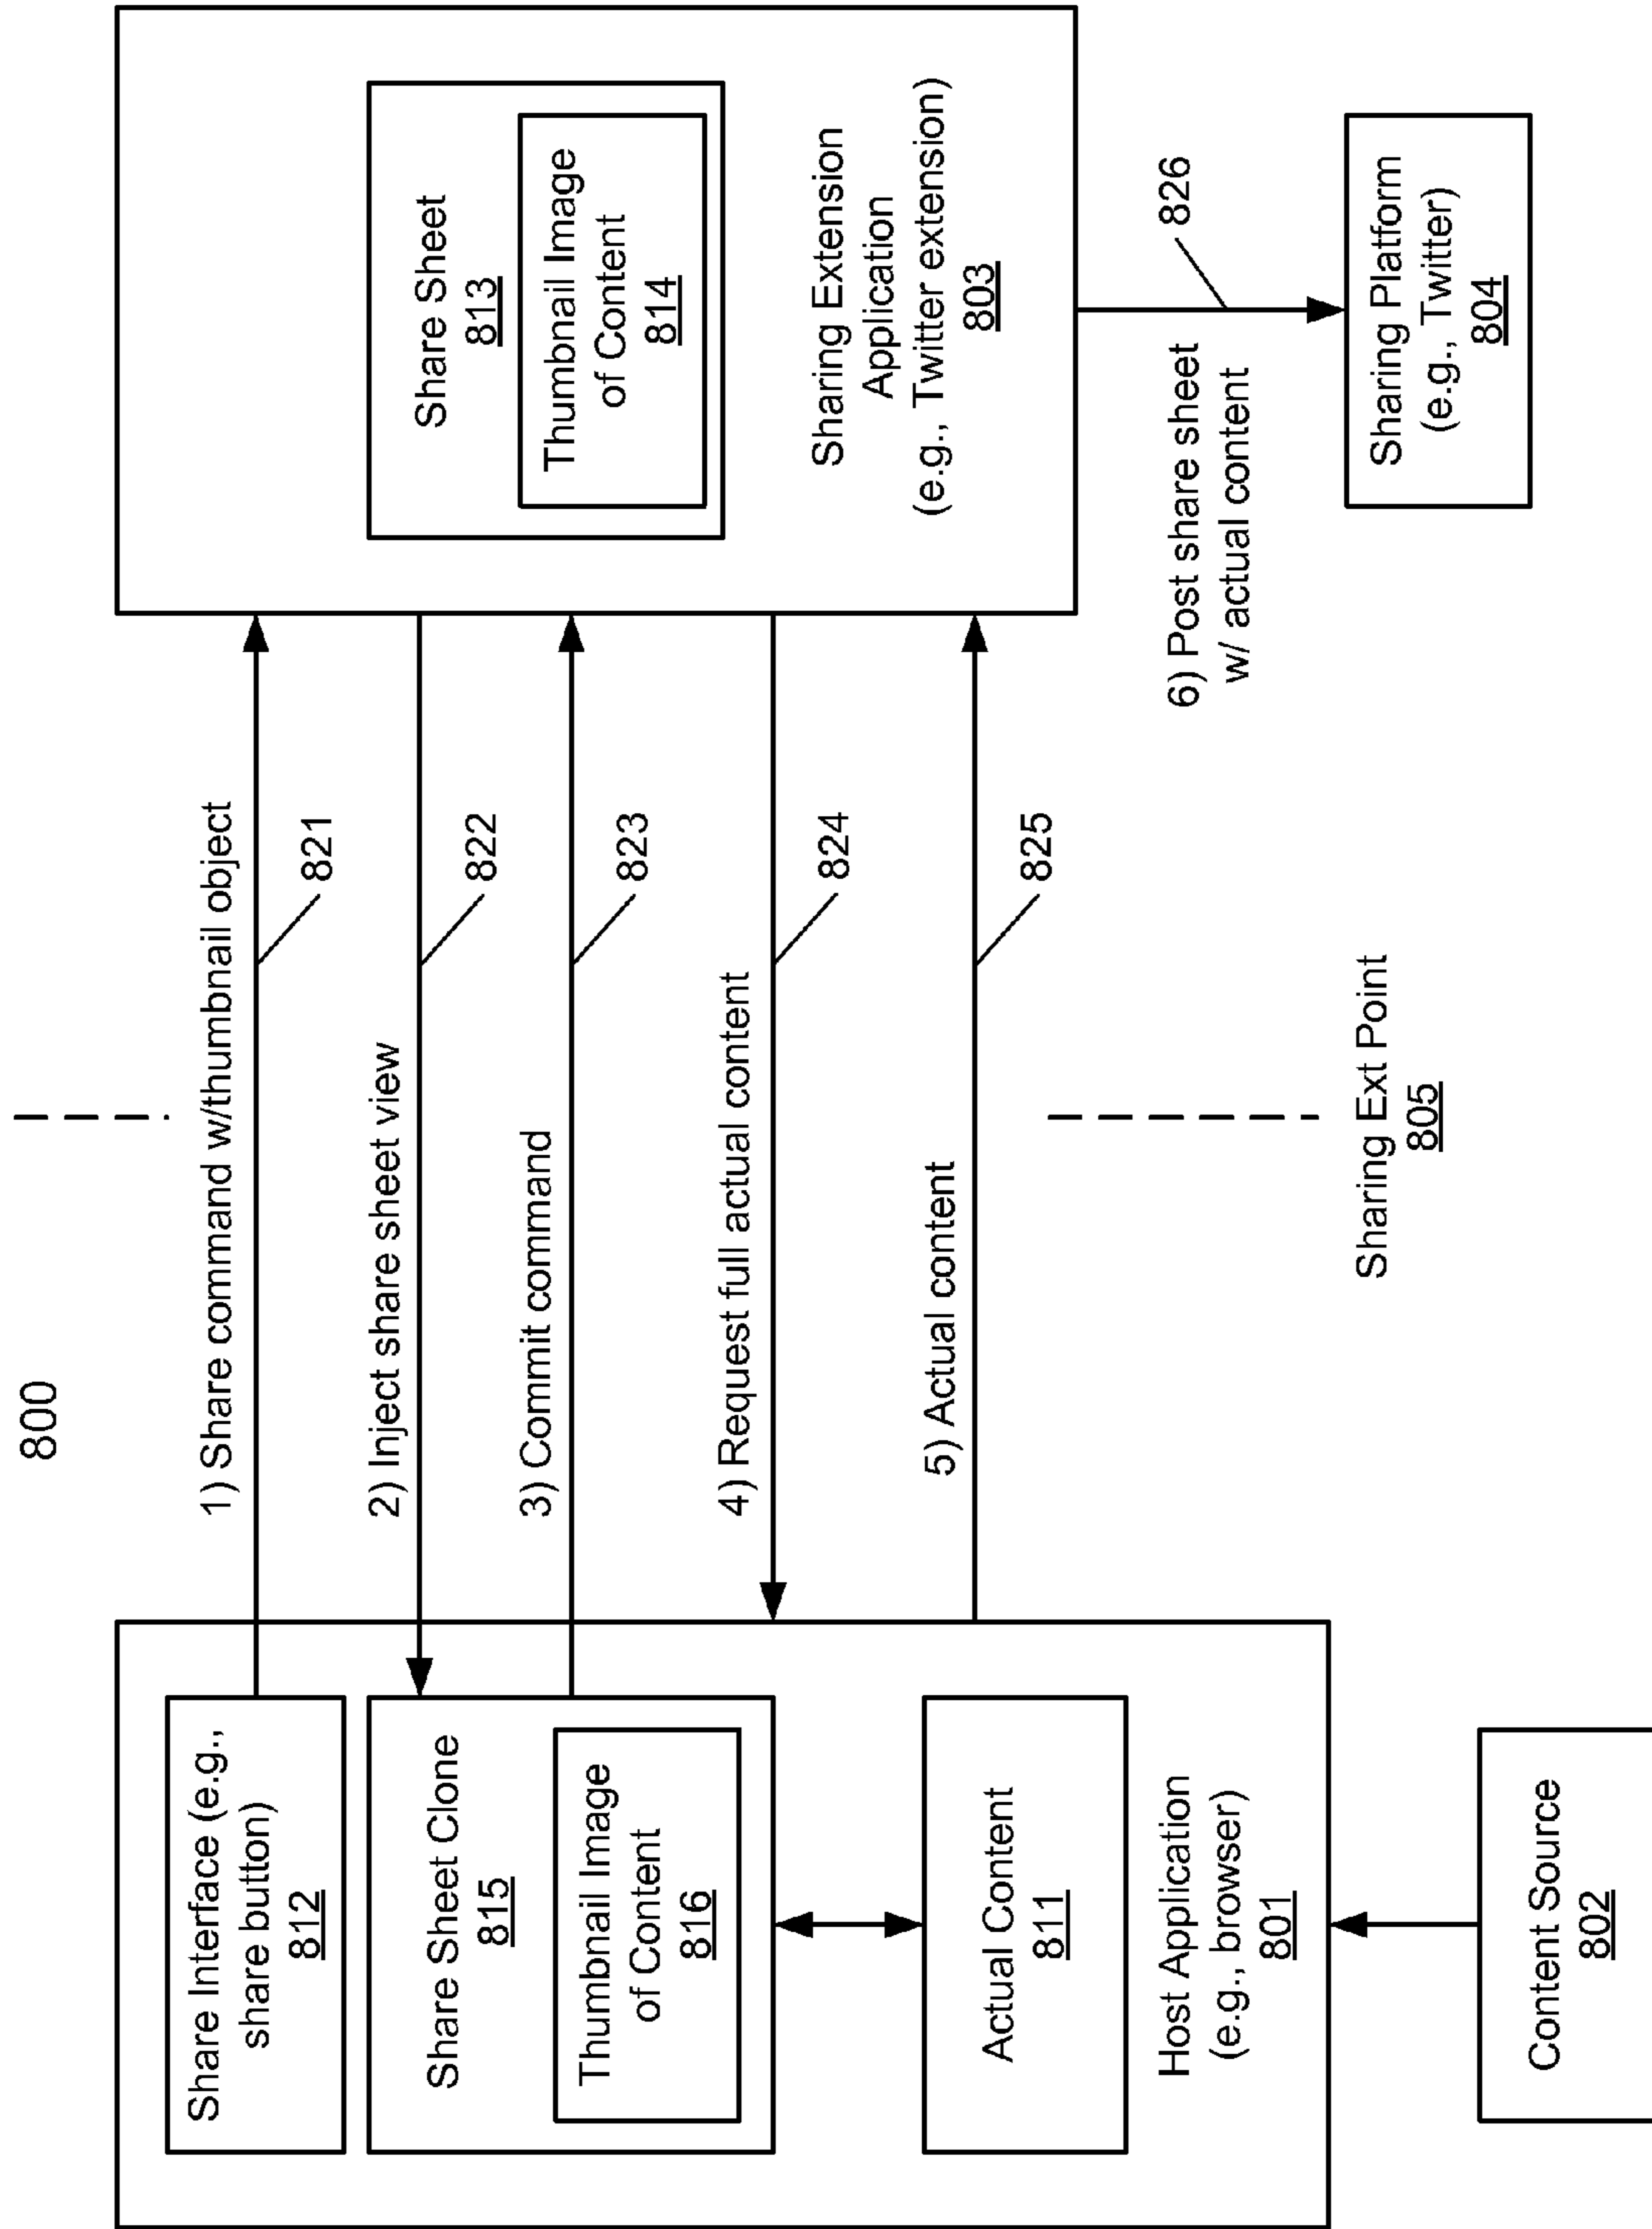 800
Share Interface (e.g.,
share button)
812
Share Sheet Clone
815
Thumbnail Image
of Content
816
Actual Content
811
Host Application
(e.g., browser)
801
Content Source
802
1) Share command w/thumbnail object
821
2) Inject share sheet view
822
3) Commit command
823
4) Request full actual content
824
5) Actual content
825
Sharing Ext Point
805
Share Sheet
813
Thumbnail Image
of Content
814
Sharing Extension
Application
(e.g., Twitter extension)
803
6) Post share sheet
w/ actual content
826
Sharing Platform
(e.g., Twitter)
804